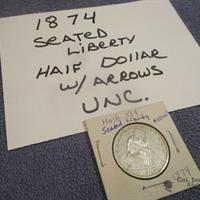 1874
SEATED
LIBERTY
HALF DOLLAR
W/ ARROWS
UNC.
Half
Seated Liberty
1874